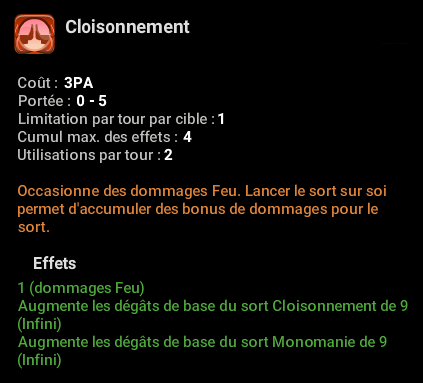 Cloisonnement
Coût : 3PA
Portée : 0 - 5
Limitation par tour par cible : 1
Cumul max. des effets : 4
Utilisations par tour : 2
Occasionne des dommages Feu. Lancer le sort sur soi
permet d'accumuler des bonus de dommages pour le
sort.
Effets
1 (dommages Feu)
Augmente les dégâts de base du sort Cloisonnement de 9
(Infini)
Augmente les dégâts de base du sort Monomanie de 9
(Infini)